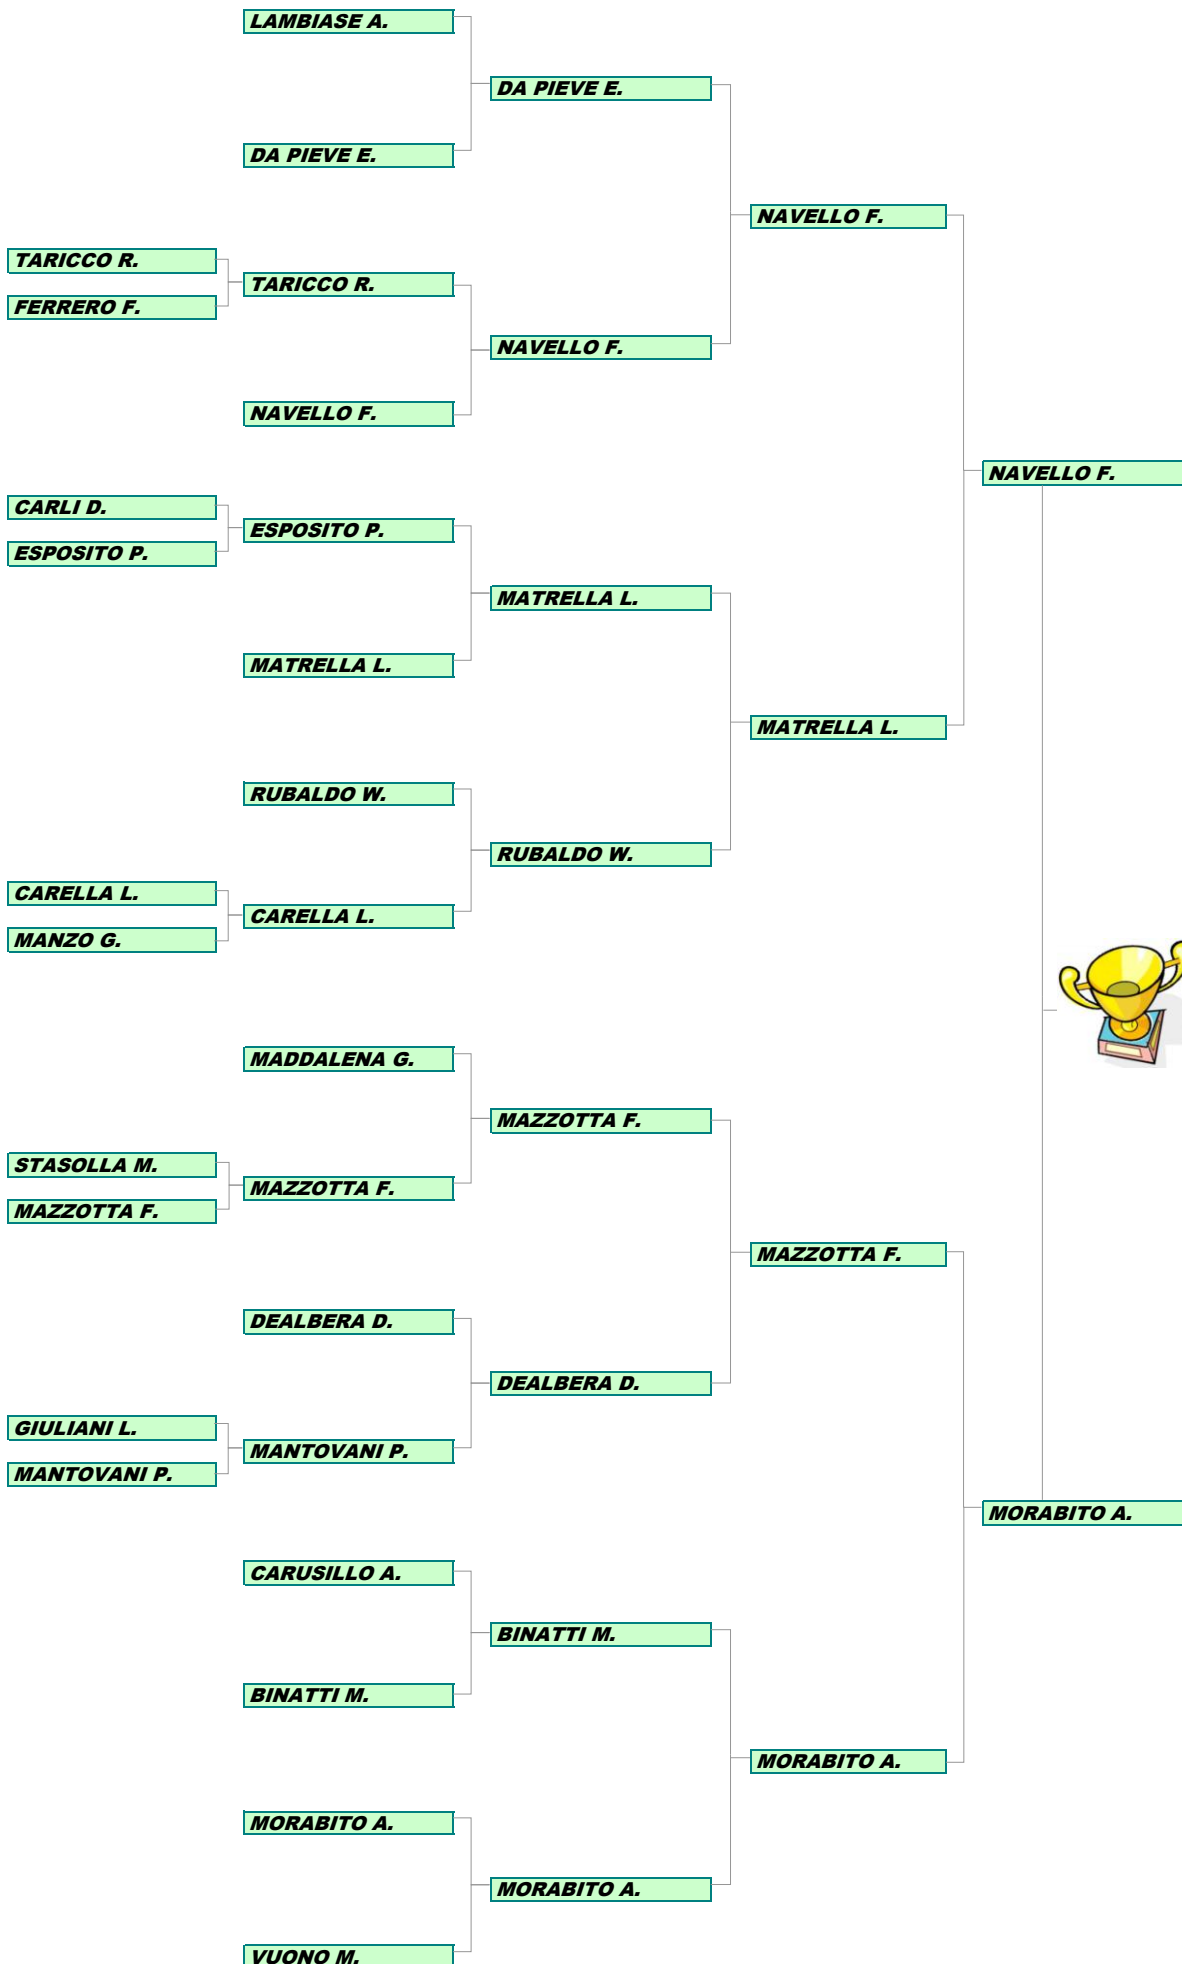 LAMBIASE A.
DA PIEVE E.
DA PIEVE E.
NAVELLO F.
TARICCO R.
TARICCO R.
FERRERO F.
NAVELLO F.
NAVELLO F.
NAVELLO F.
CARLI D.
ESPOSITO P.
ESPOSITO P.
MATRELLA L.
MATRELLA L.
MATRELLA L.
RUBALDO W.
RUBALDO W.
CARELLA L.
CARELLA L.
MANZO G.
MADDALENA G.
MAZZOTTA F.
STASOLLA M.
MAZZOTTA F.
MAZZOTTA F.
MAZZOTTA F.
DEALBERA D.
DEALBERA D.
GIULIANI L.
MANTOVANI P.
MANTOVANI P.
MORABITO A.
CARUSILLO A.
BINATTI M.
BINATTI M.
MORABITO A.
MORABITO A.
MORABITO A.
VUONO M.